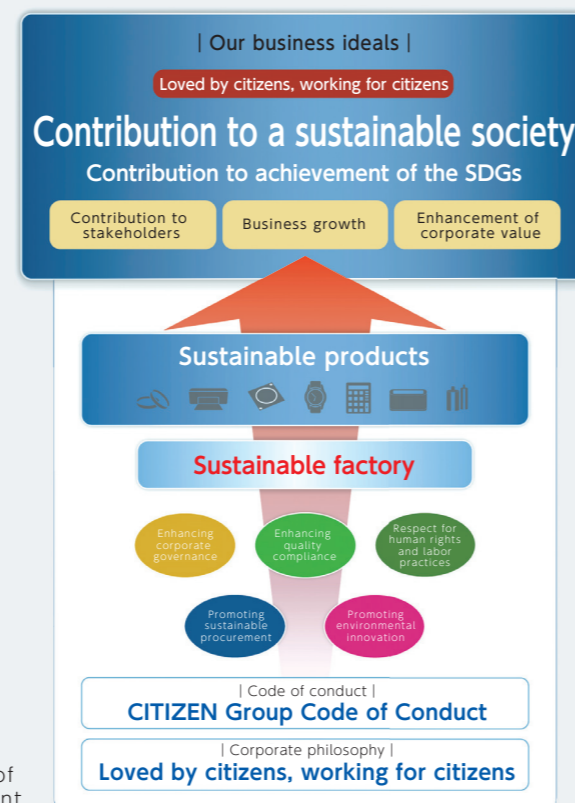 | Our business ideals |
Loved by citizens, working for citizens
Contribution to a sustainable society
Contribution to achievement of the SDGs
Contribution to
stakeholders
Business growth
Enhancement of
corporate value
Sustainable products
Sustainable factory
Enhancing
corporate
governance
Enhancing
quality
compliance
Respect for
human rights
and labor
practices
Promoting
sustainable
procurement
Promoting
environmental
innovation
| Code of conduct |
CITIZEN Group Code of Conduct
| Corporate philosophy |
Loved by citizens, working for citizens
of